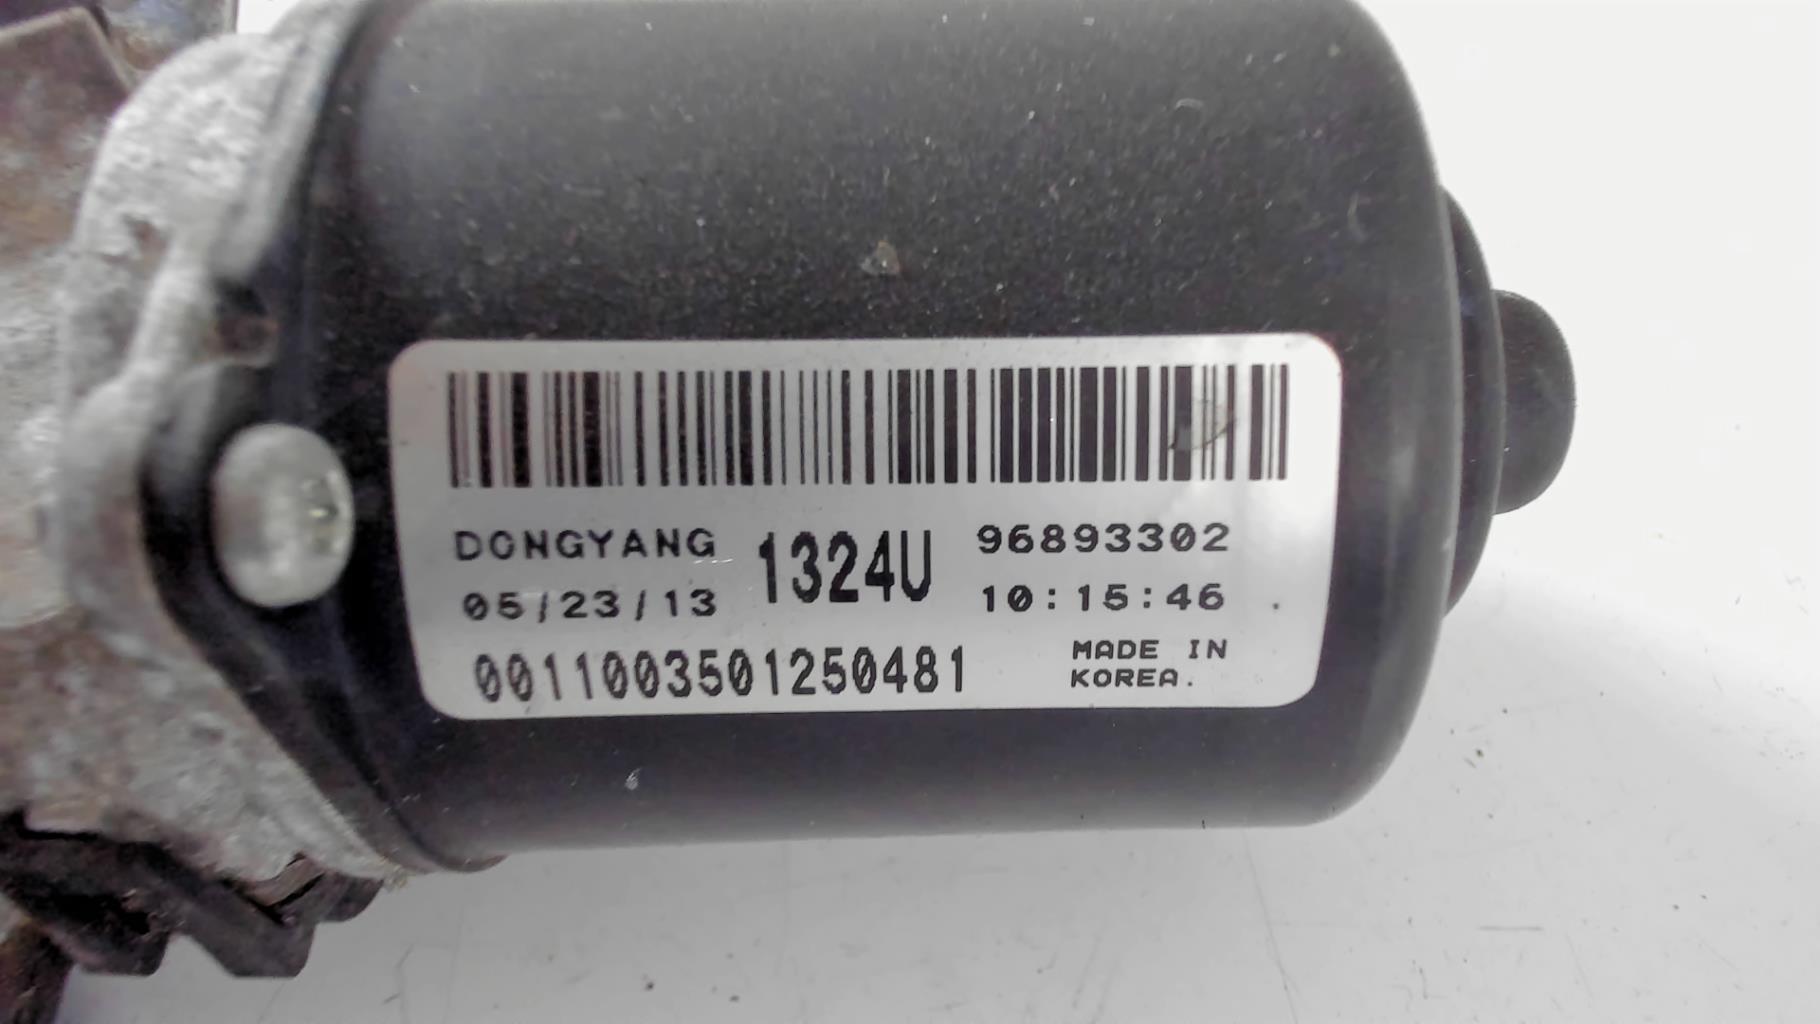 DONGYANG 1324U 96893302
05/23/13 10:15:46
0011003501250481
MADE IN
KOREA.